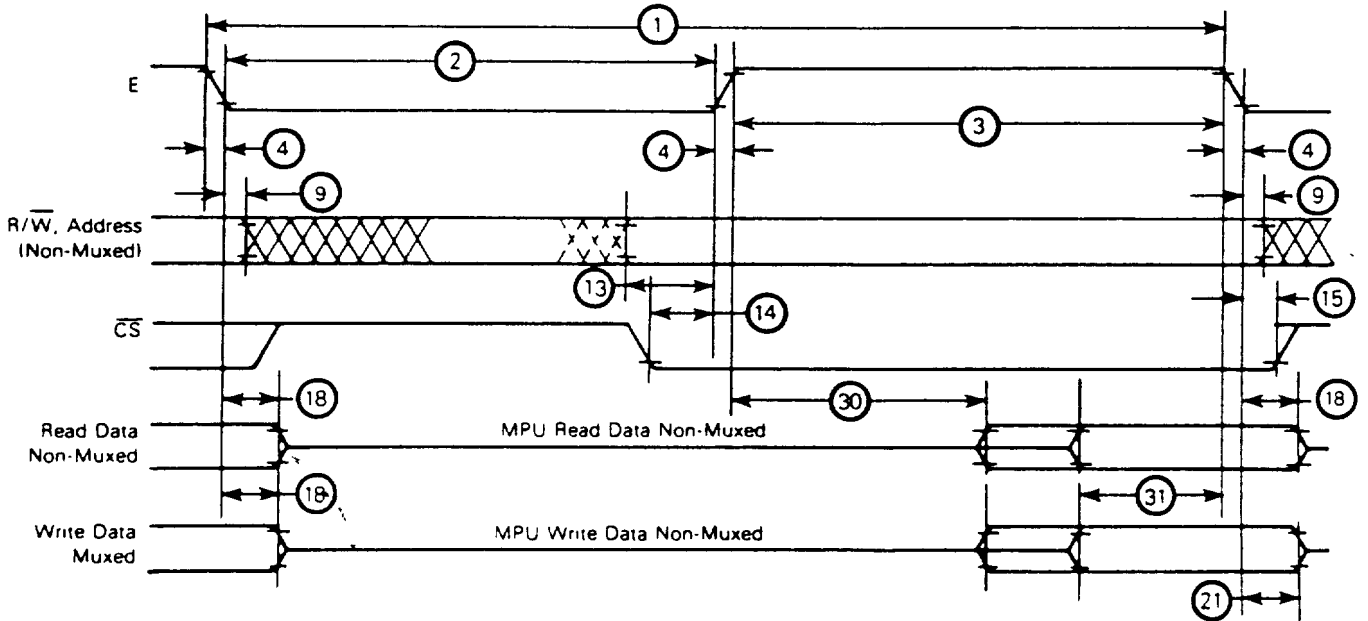 1
2
E
3
4
4
4
9
9
R/W̅, Address
(Non-Muxed)
13
14
15
C̅S̅
18
30
18
Read Data
Non-Muxed
MPU Read Data Non-Muxed
18
31
Write Data
Muxed
MPU Write Data Non-Muxed
21